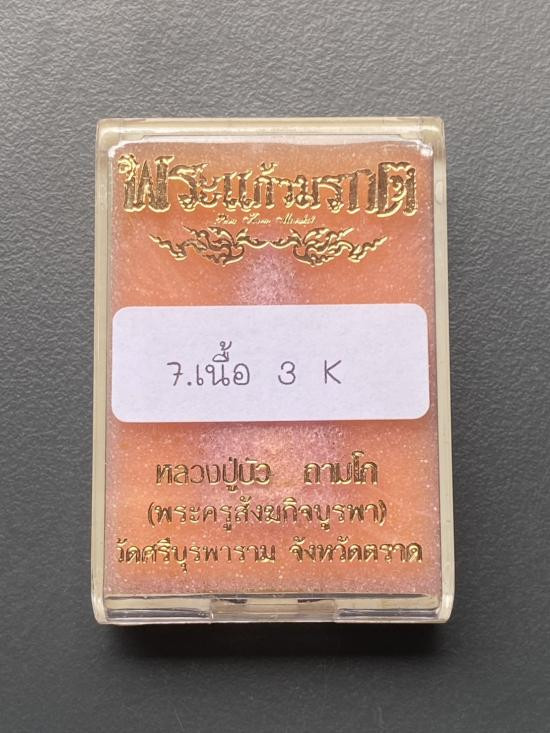 พระแก้วมรกต
Pra Kaew Morakot
7.เนื้อ 3 K
หลวงปู่บัว ถามโก
(พระครูสังฆกิจบูรพา)
วัดศรีบุรพาราม จังหวัดตราด